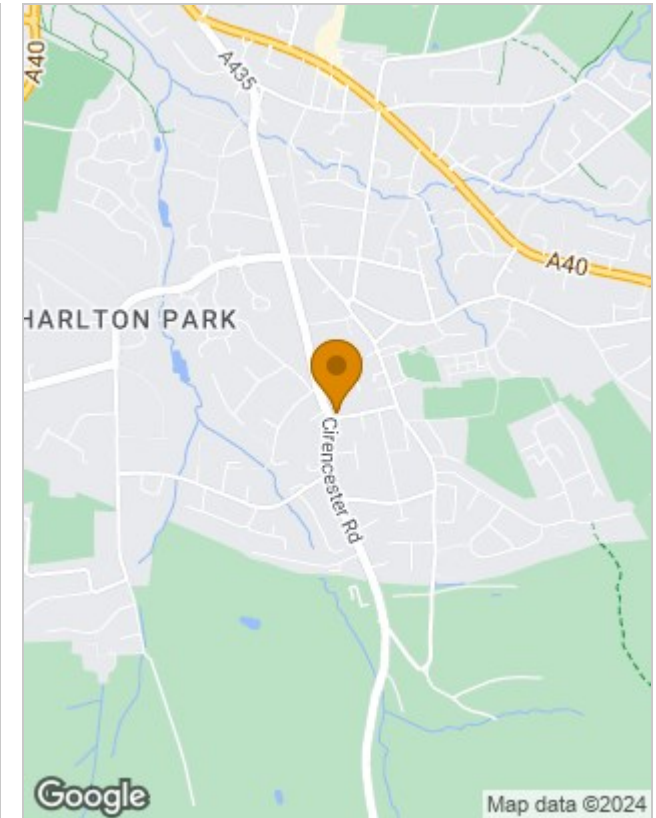 A40
A435
A40
HARLTON PARK
Cirencester Rd
Google
Map data ©2024